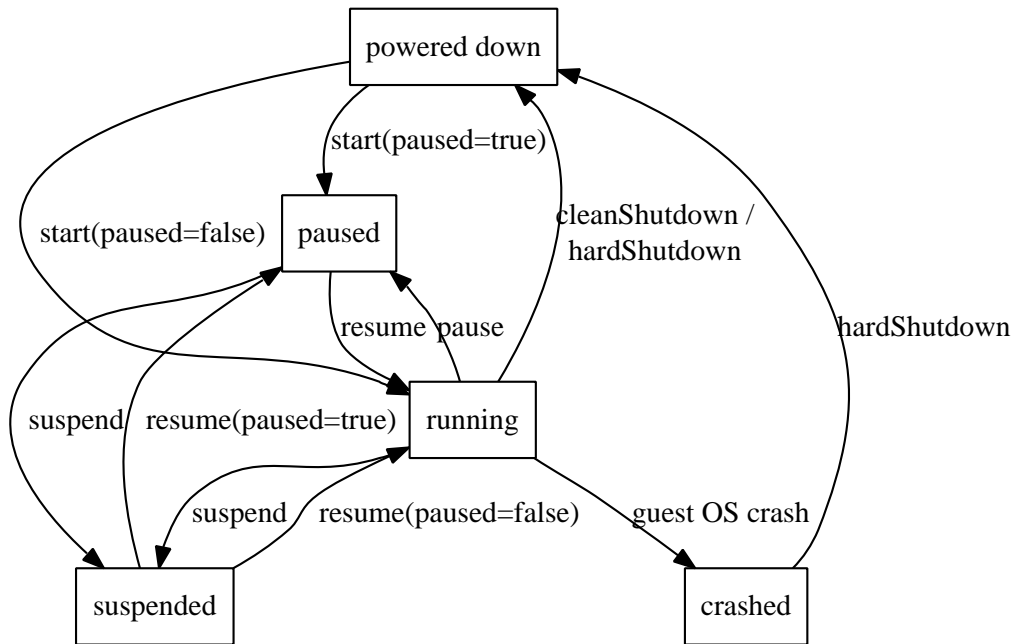 powered down
start(paused=true)
cleanShutdown /
hardShutdown
start(paused=false)
paused
resume
pause
hardShutdown
suspend
resume(paused=true)
running
suspend
resume(paused=false)
guest OS crash
suspended
crashed